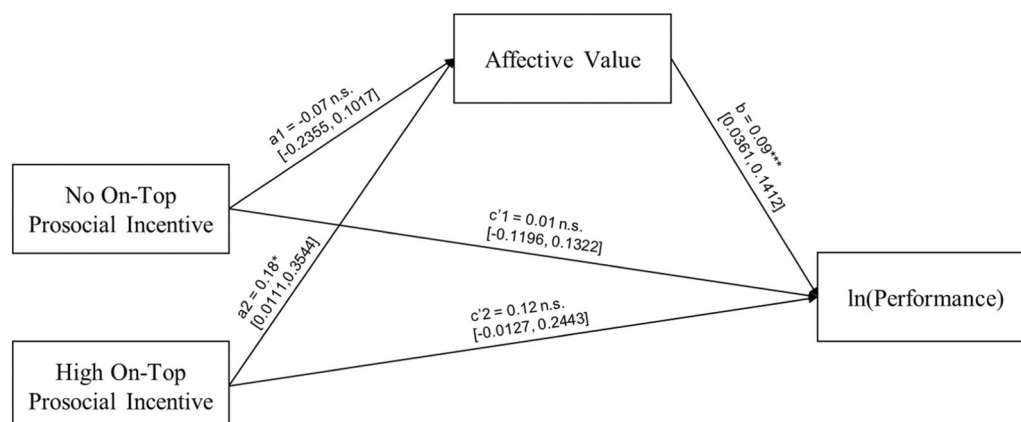 Affective Value
a1 = -0.07 n.s.
[-0.2355, 0.1017]
b = 0.09***
[0.0361, 0.1412]
No On-Top
Prosocial Incentive
c'1 = 0.01 n.s.
[-0.1196, 0.1322]
a2 = 0.18*
[0.0111,0.3544]
ln(Performance)
c'2 = 0.12 n.s.
[-0.0127, 0.2443]
High On-Top
Prosocial Incentive